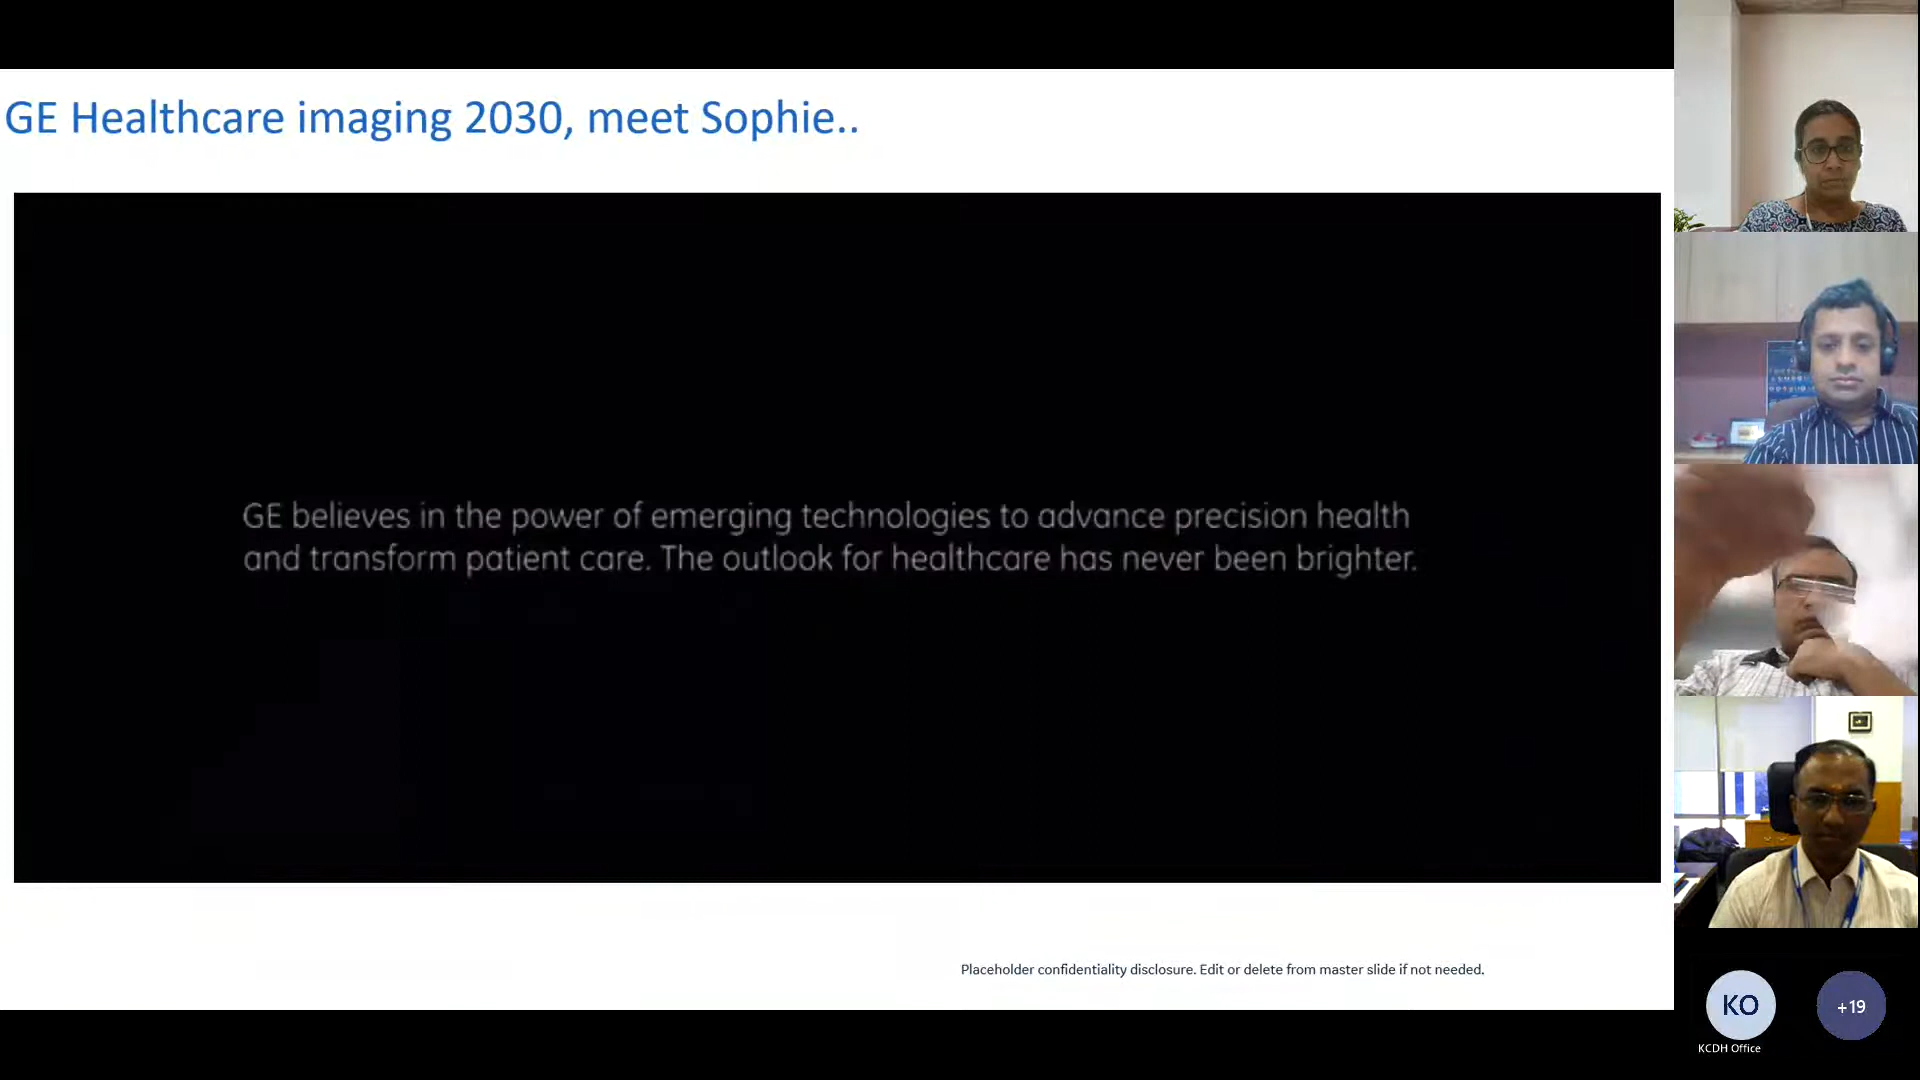 GE Healthcare imaging 2030, meet Sophie..
GE believes in the power of emerging technologies to advance precision health
and transform patient care. The outlook for healthcare has never been brighter.
Placeholder confidentiality disclosure. Edit or delete from master slide if not needed.
KO
+19
KCDH Office